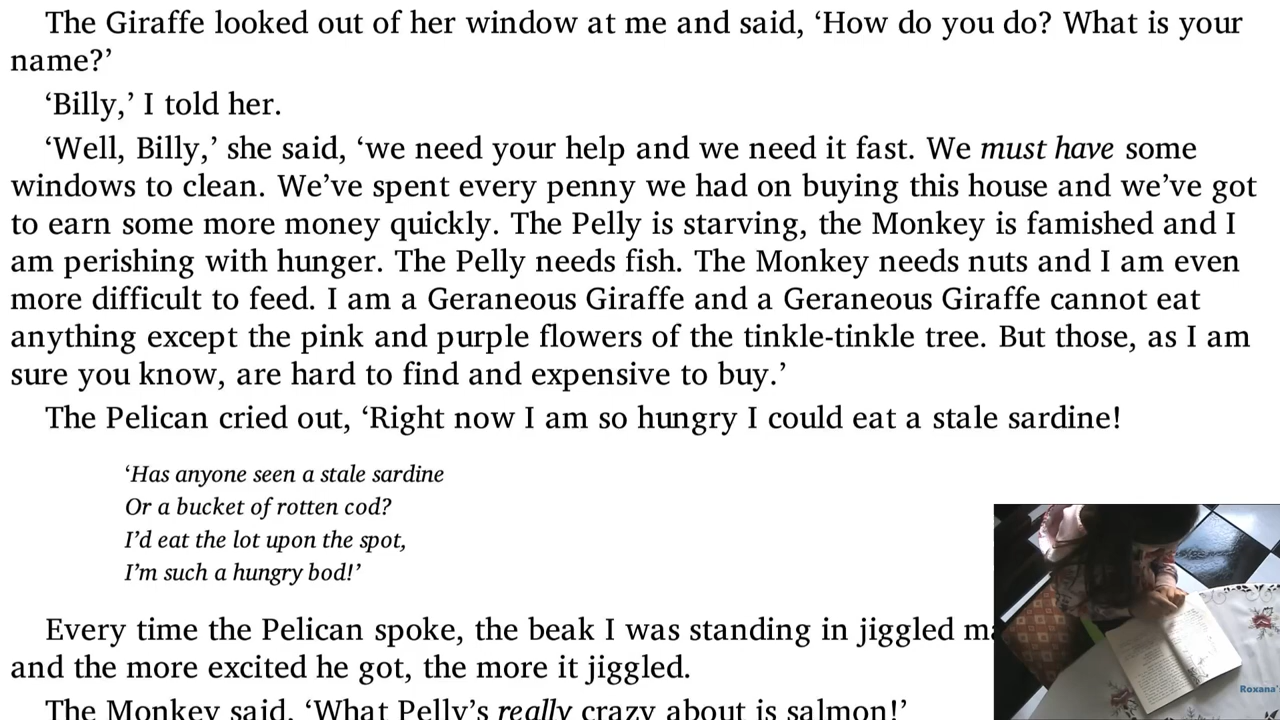 The Giraffe looked out of her window at me and said, ‘How do you do? What is your
name?’
‘Billy,’ I told her.
‘Well, Billy,’ she said, ‘we need your help and we need it fast. We must have some
windows to clean. We’ve spent every penny we had on buying this house and we’ve got
to earn some more money quickly. The Pelly is starving, the Monkey is famished and I
am perishing with hunger. The Pelly needs fish. The Monkey needs nuts and I am even
more difficult to feed. I am a Geraneous Giraffe and a Geraneous Giraffe cannot eat
anything except the pink and purple flowers of the tinkle-tinkle tree. But those, as I am
sure you know, are hard to find and expensive to buy.’
The Pelican cried out, ‘Right now I am so hungry I could eat a stale sardine!
‘Has anyone seen a stale sardine
Or a bucket of rotten cod?
I’d eat the lot upon the spot,
I’m such a hungry bod!’
Every time the Pelican spoke, the beak I was standing in jiggled
and the more excited he got, the more it jiggled.
The Monkey said, ‘What Pelly’s really crazy about is salmon!’
Roxana'